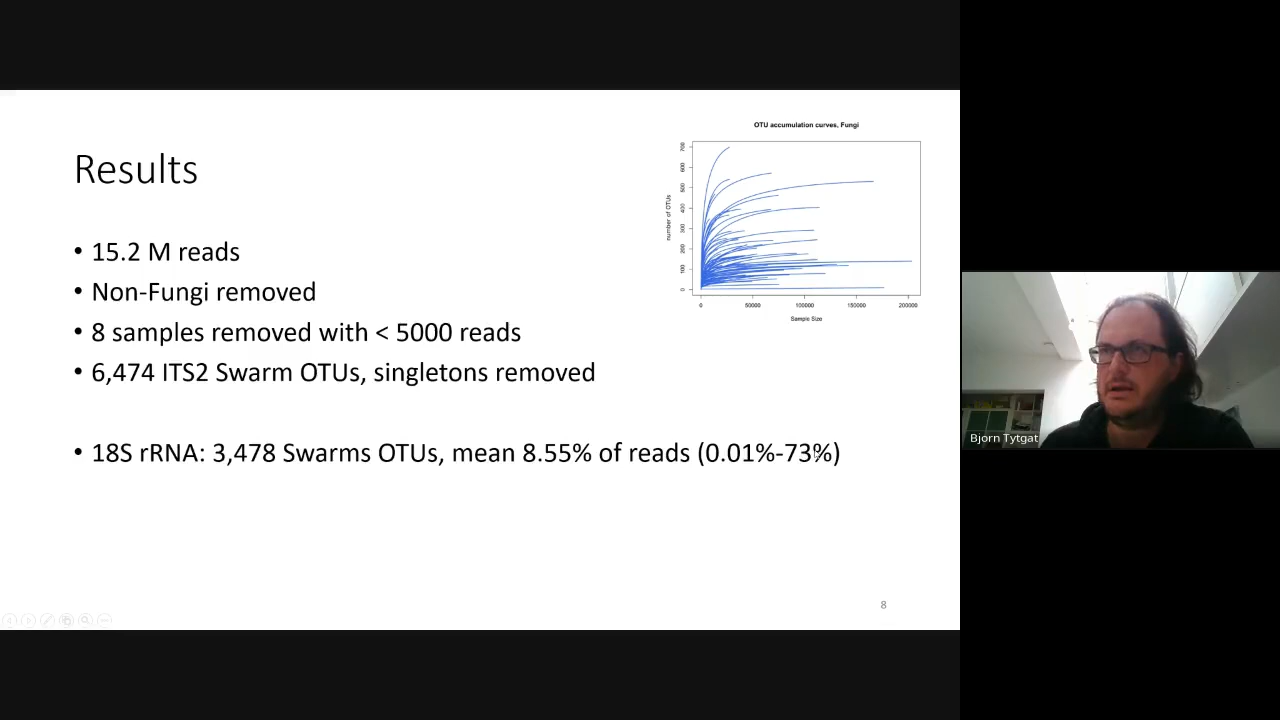 Results
• 15.2 M reads
• Non-Fungi removed
• 8 samples removed with < 5000 reads
• 6,474 ITS2 Swarm OTUs, singletons removed
• 18S rRNA: 3,478 Swarms OTUs, mean 8.55% of reads (0.01%-73%)
OTU accumulation curves, Fungi
number of OTUs
700
600
500
400
300
200
100
0
0 50000 100000 150000 200000
Sample Size
8
Bjorn Tytgat